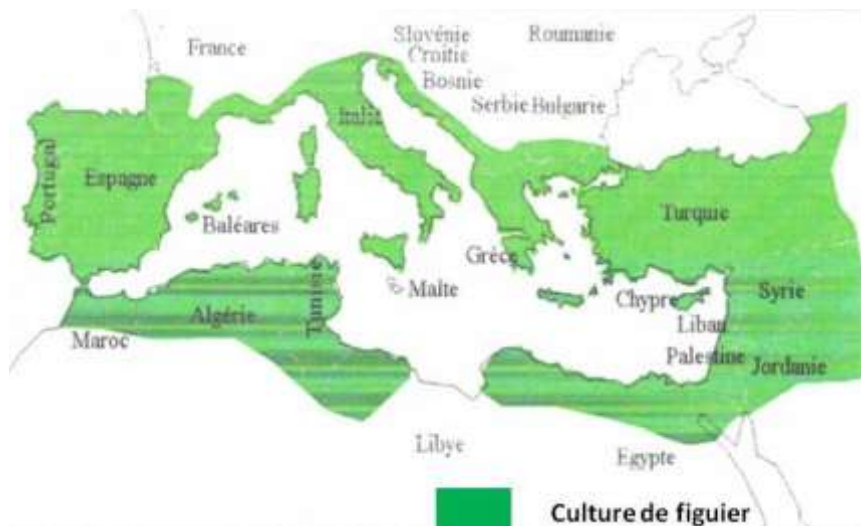 France
Slovénie
Croitie
Bosnie
Roumanie
Serbie
Bulgarie
Italie
Portugal
Espagne
Baléares
Turquie
Grèce
Malte
Chypre
Syrie
Liban
Palestine
Jordanie
Tunisie
Algérie
Maroc
Libye
Egypte
Culture de figuier